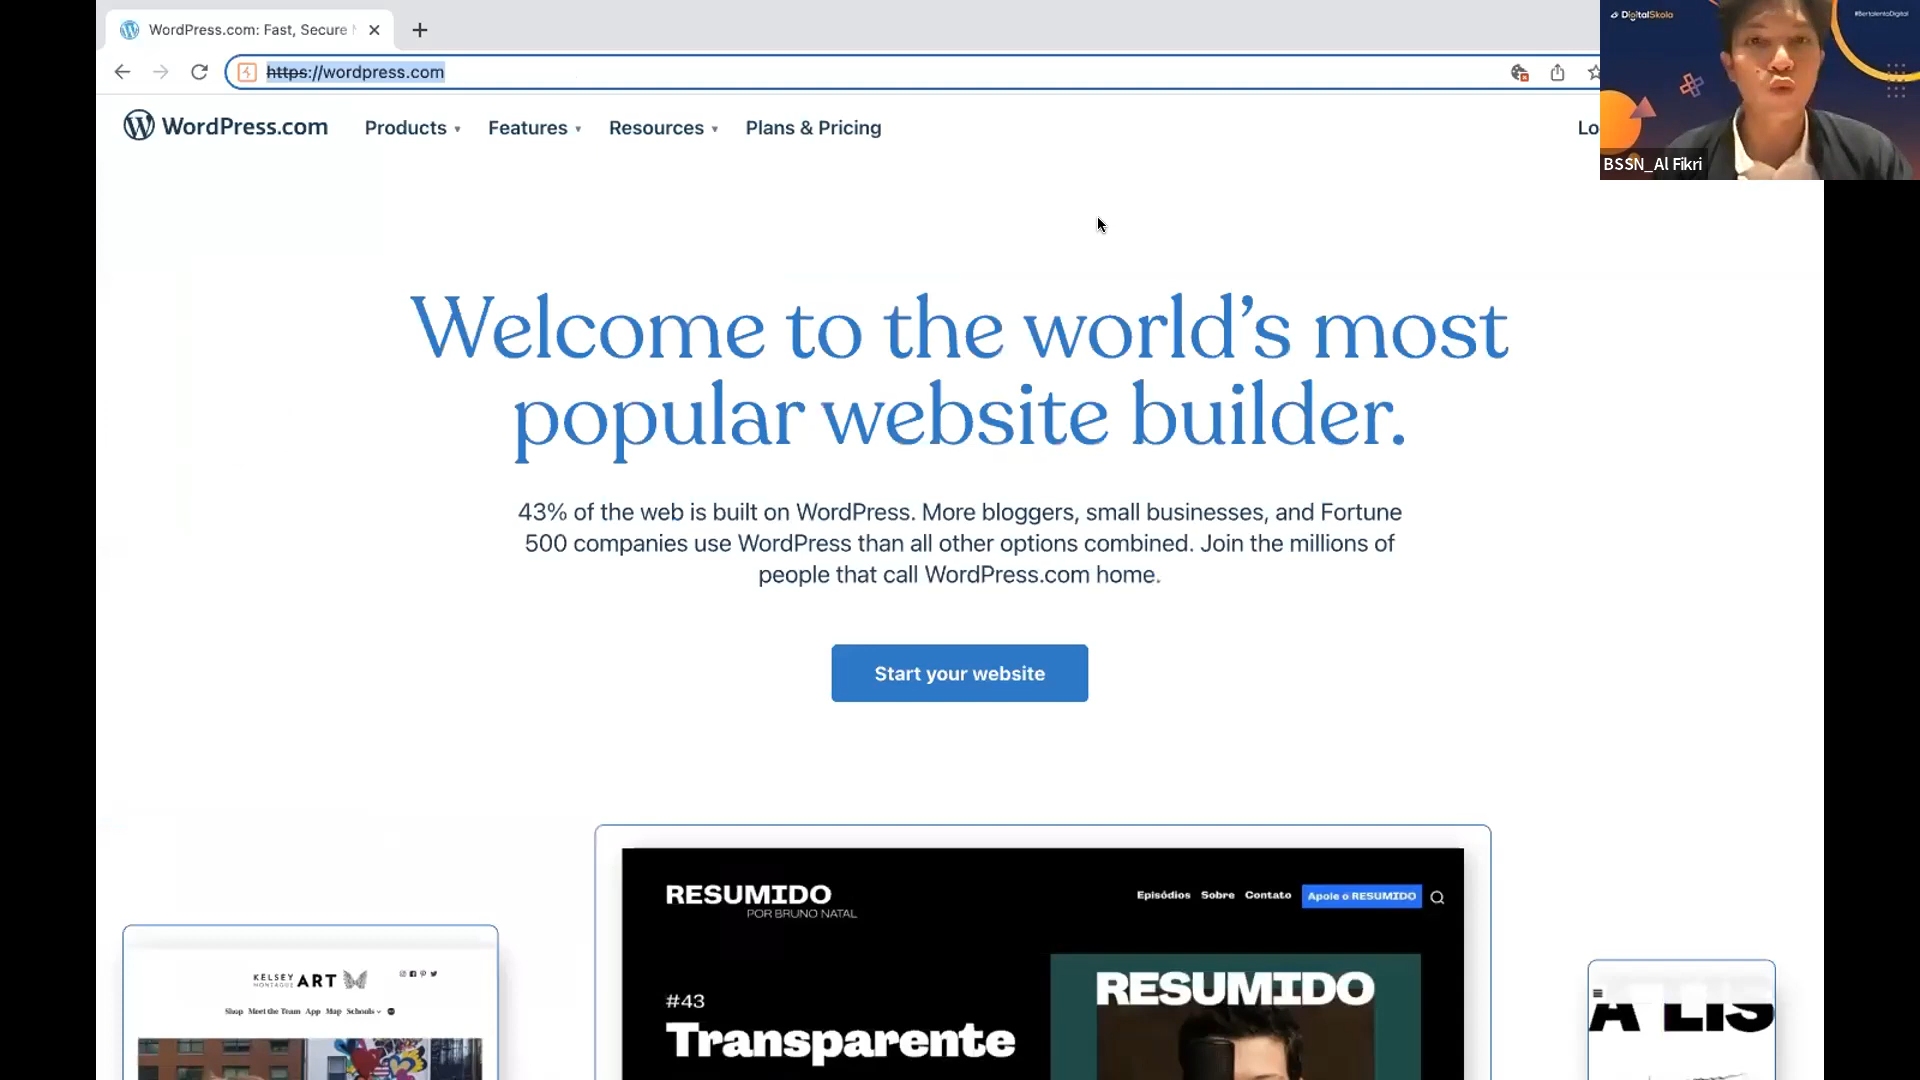 WordPress.com: Fast, Secure
https://wordpress.com
WordPress.com
Products
Features
Resources
Plans & Pricing
Lo
DigitalSkola
#BertalentaDigital
BSSN_Al Fikri
Welcome to the world’s most
popular website builder.
43% of the web is built on WordPress. More bloggers, small businesses, and Fortune
500 companies use WordPress than all other options combined. Join the millions of
people that call WordPress.com home.
Start your website
RESUMIDO
POR BRUNO NATAL
Episódios Sobre Contato Apoie o RESUMIDO
KELSEY
MONTAGUE
ART
Shop Meet the Team App Map Schools
#43
Transparente
RESUMIDO
A LIS